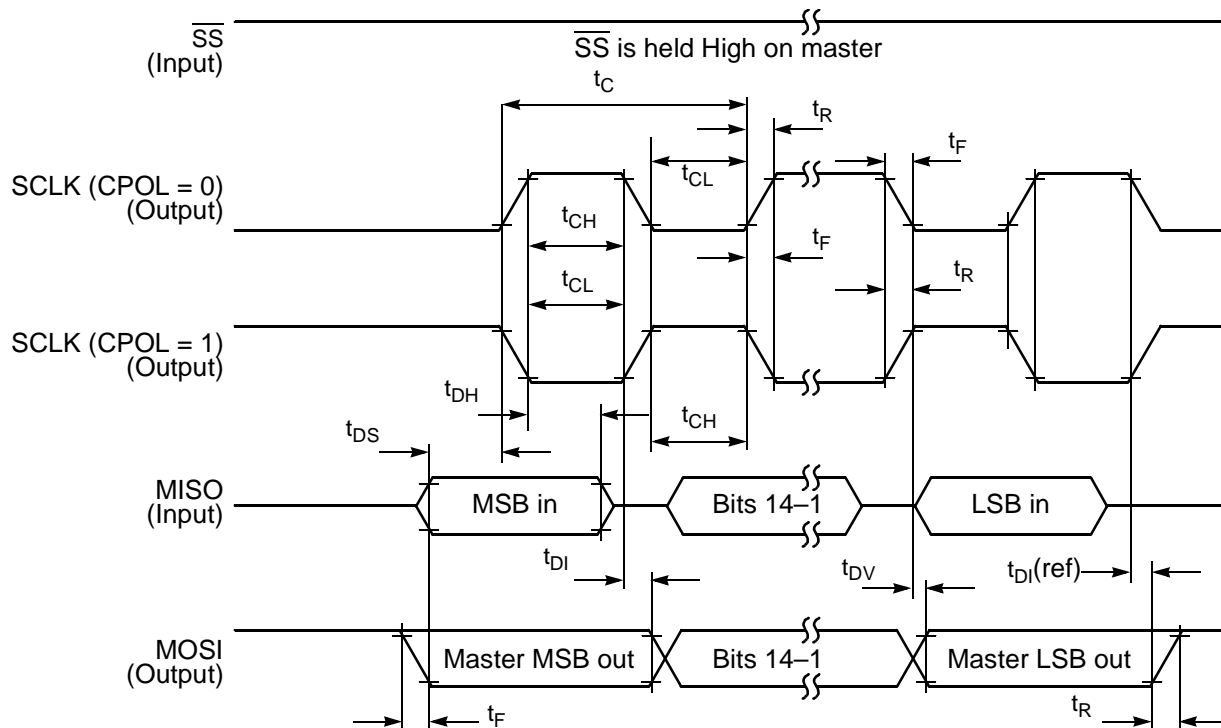 SS
(Input)
SS is held High on master
tC
tR
tF
SCLK (CPOL = 0)
(Output)
tCL
tCH
tF
tCL
tR
SCLK (CPOL = 1)
(Output)
tDH
tCH
tDS
MISO
(Input)
MSB in
Bits 14–1
LSB in
tDI
tDV
tDI(ref)
MOSI
(Output)
Master MSB out
Bits 14–1
Master LSB out
tF
tR